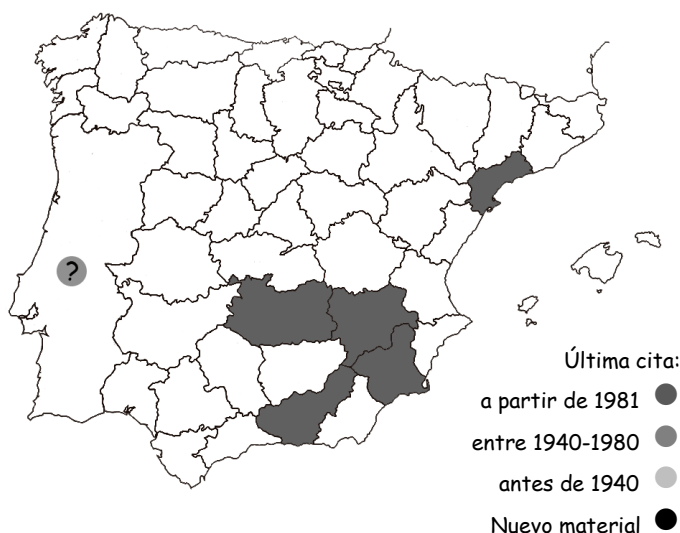 ?
Última cita:
a partir de 1981
entre 1940-1980
antes de 1940
Nuevo material